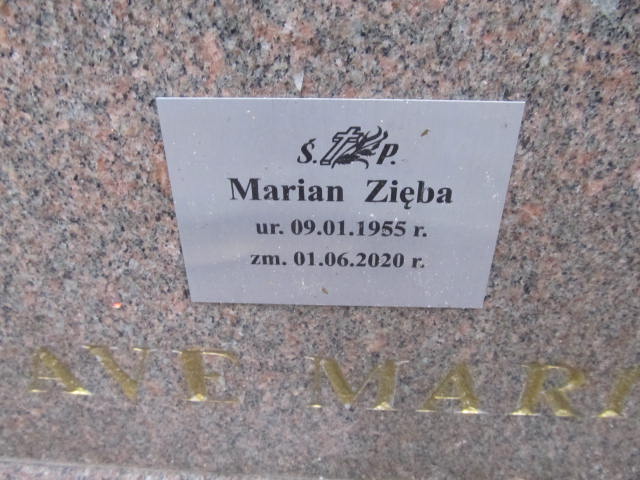 Ś. P.
Marian Zięba
ur. 09.01.1955 r.
zm. 01.06.2020 r.
AVE MARI